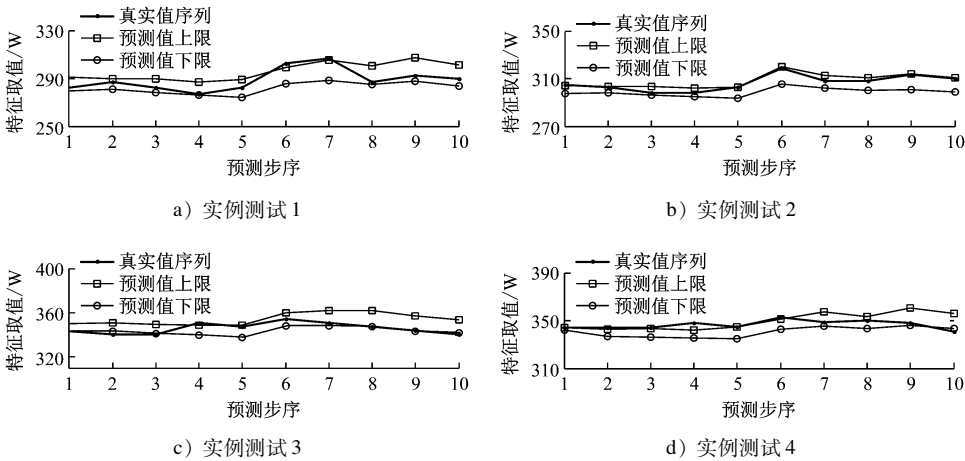 330
290
250
特征取值/W
真实值序列
预测值上限
预测值下限
1 2 3 4 5 6 7 8 9 10
预测步序
a）实例测试1
350
310
270
特征取值/W
真实值序列
预测值上限
预测值下限
1 2 3 4 5 6 7 8 9 10
预测步序
b）实例测试2
400
360
320
特征取值/W
真实值序列
预测值上限
预测值下限
1 2 3 4 5 6 7 8 9 10
预测步序
c）实例测试3
390
350
310
特征取值/W
真实值序列
预测值上限
预测值下限
1 2 3 4 5 6 7 8 9 10
预测步序
d）实例测试4